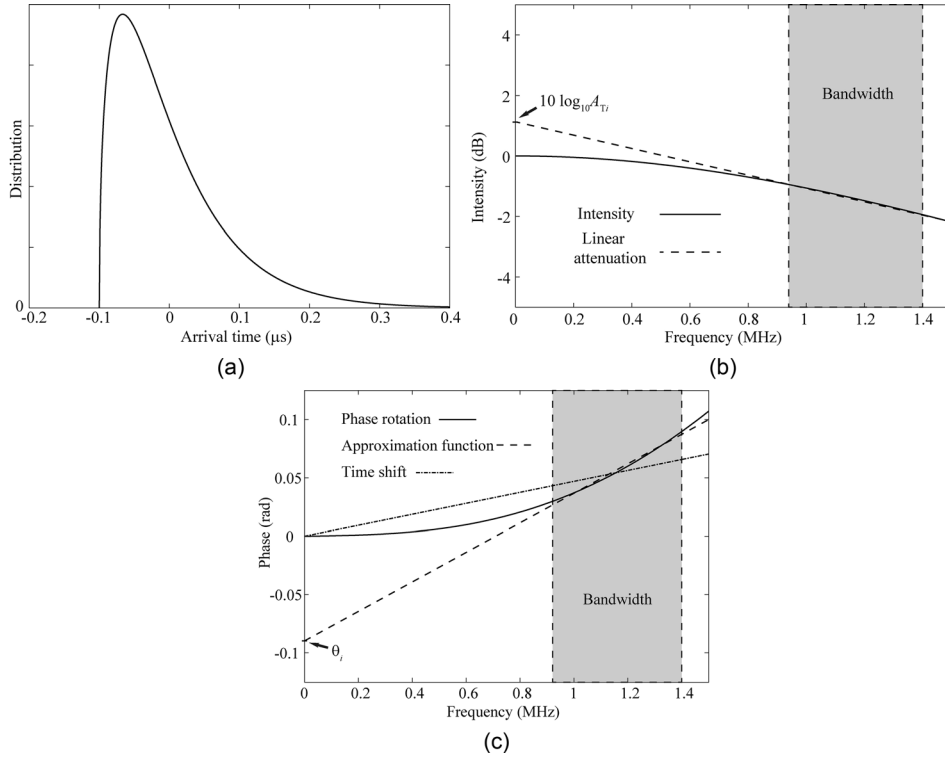 Distribution
0
-0.2
-0.1
0
0.1
0.2
0.3
0.4
Arrival time (μs)
(a)
Intensity (dB)
4
2
0
-2
-4
10 log₁₀A_Ti
Bandwidth
Intensity
Linear
attenuation
0
0.2
0.4
0.6
0.8
1
1.2
1.4
Frequency (MHz)
(b)
Phase (rad)
0.1
0.05
0
-0.05
-0.1
Phase rotation
Approximation function
Time shift
Bandwidth
θᵢ
0
0.2
0.4
0.6
0.8
1
1.2
1.4
Frequency (MHz)
(c)